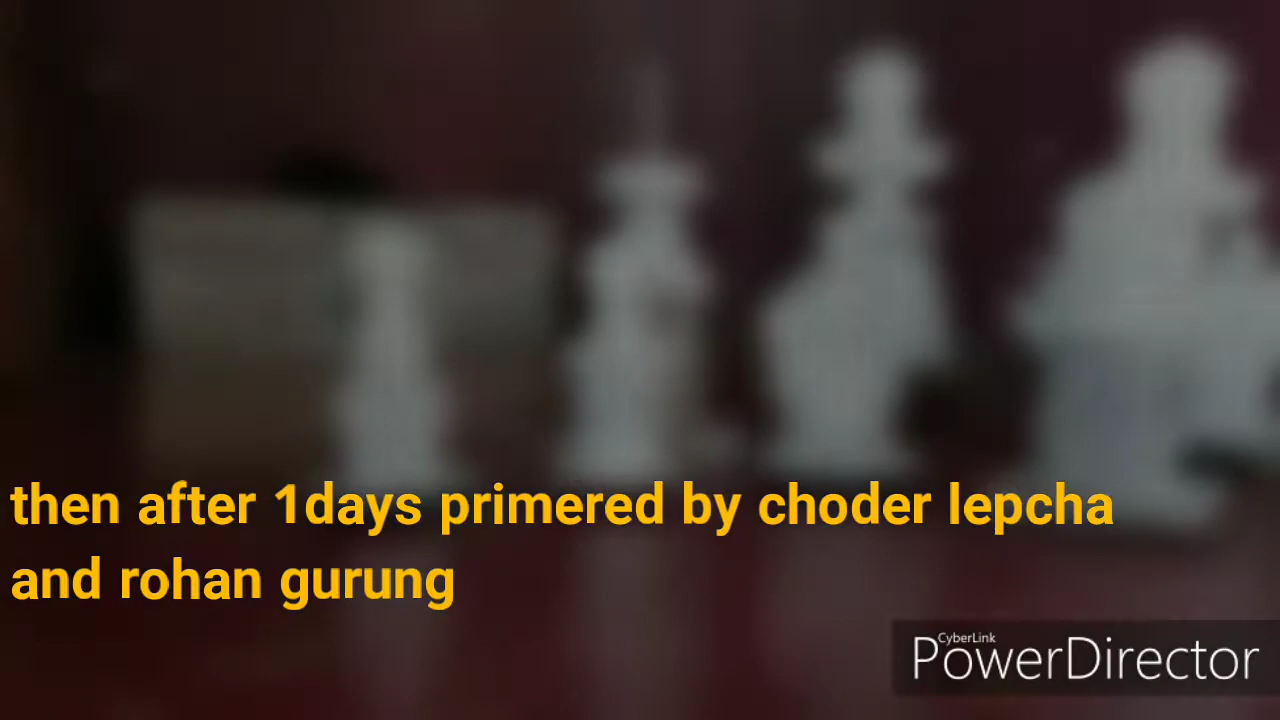 then after 1days primered by choder lepcha
and rohan gurung
CyberLink
PowerDirector